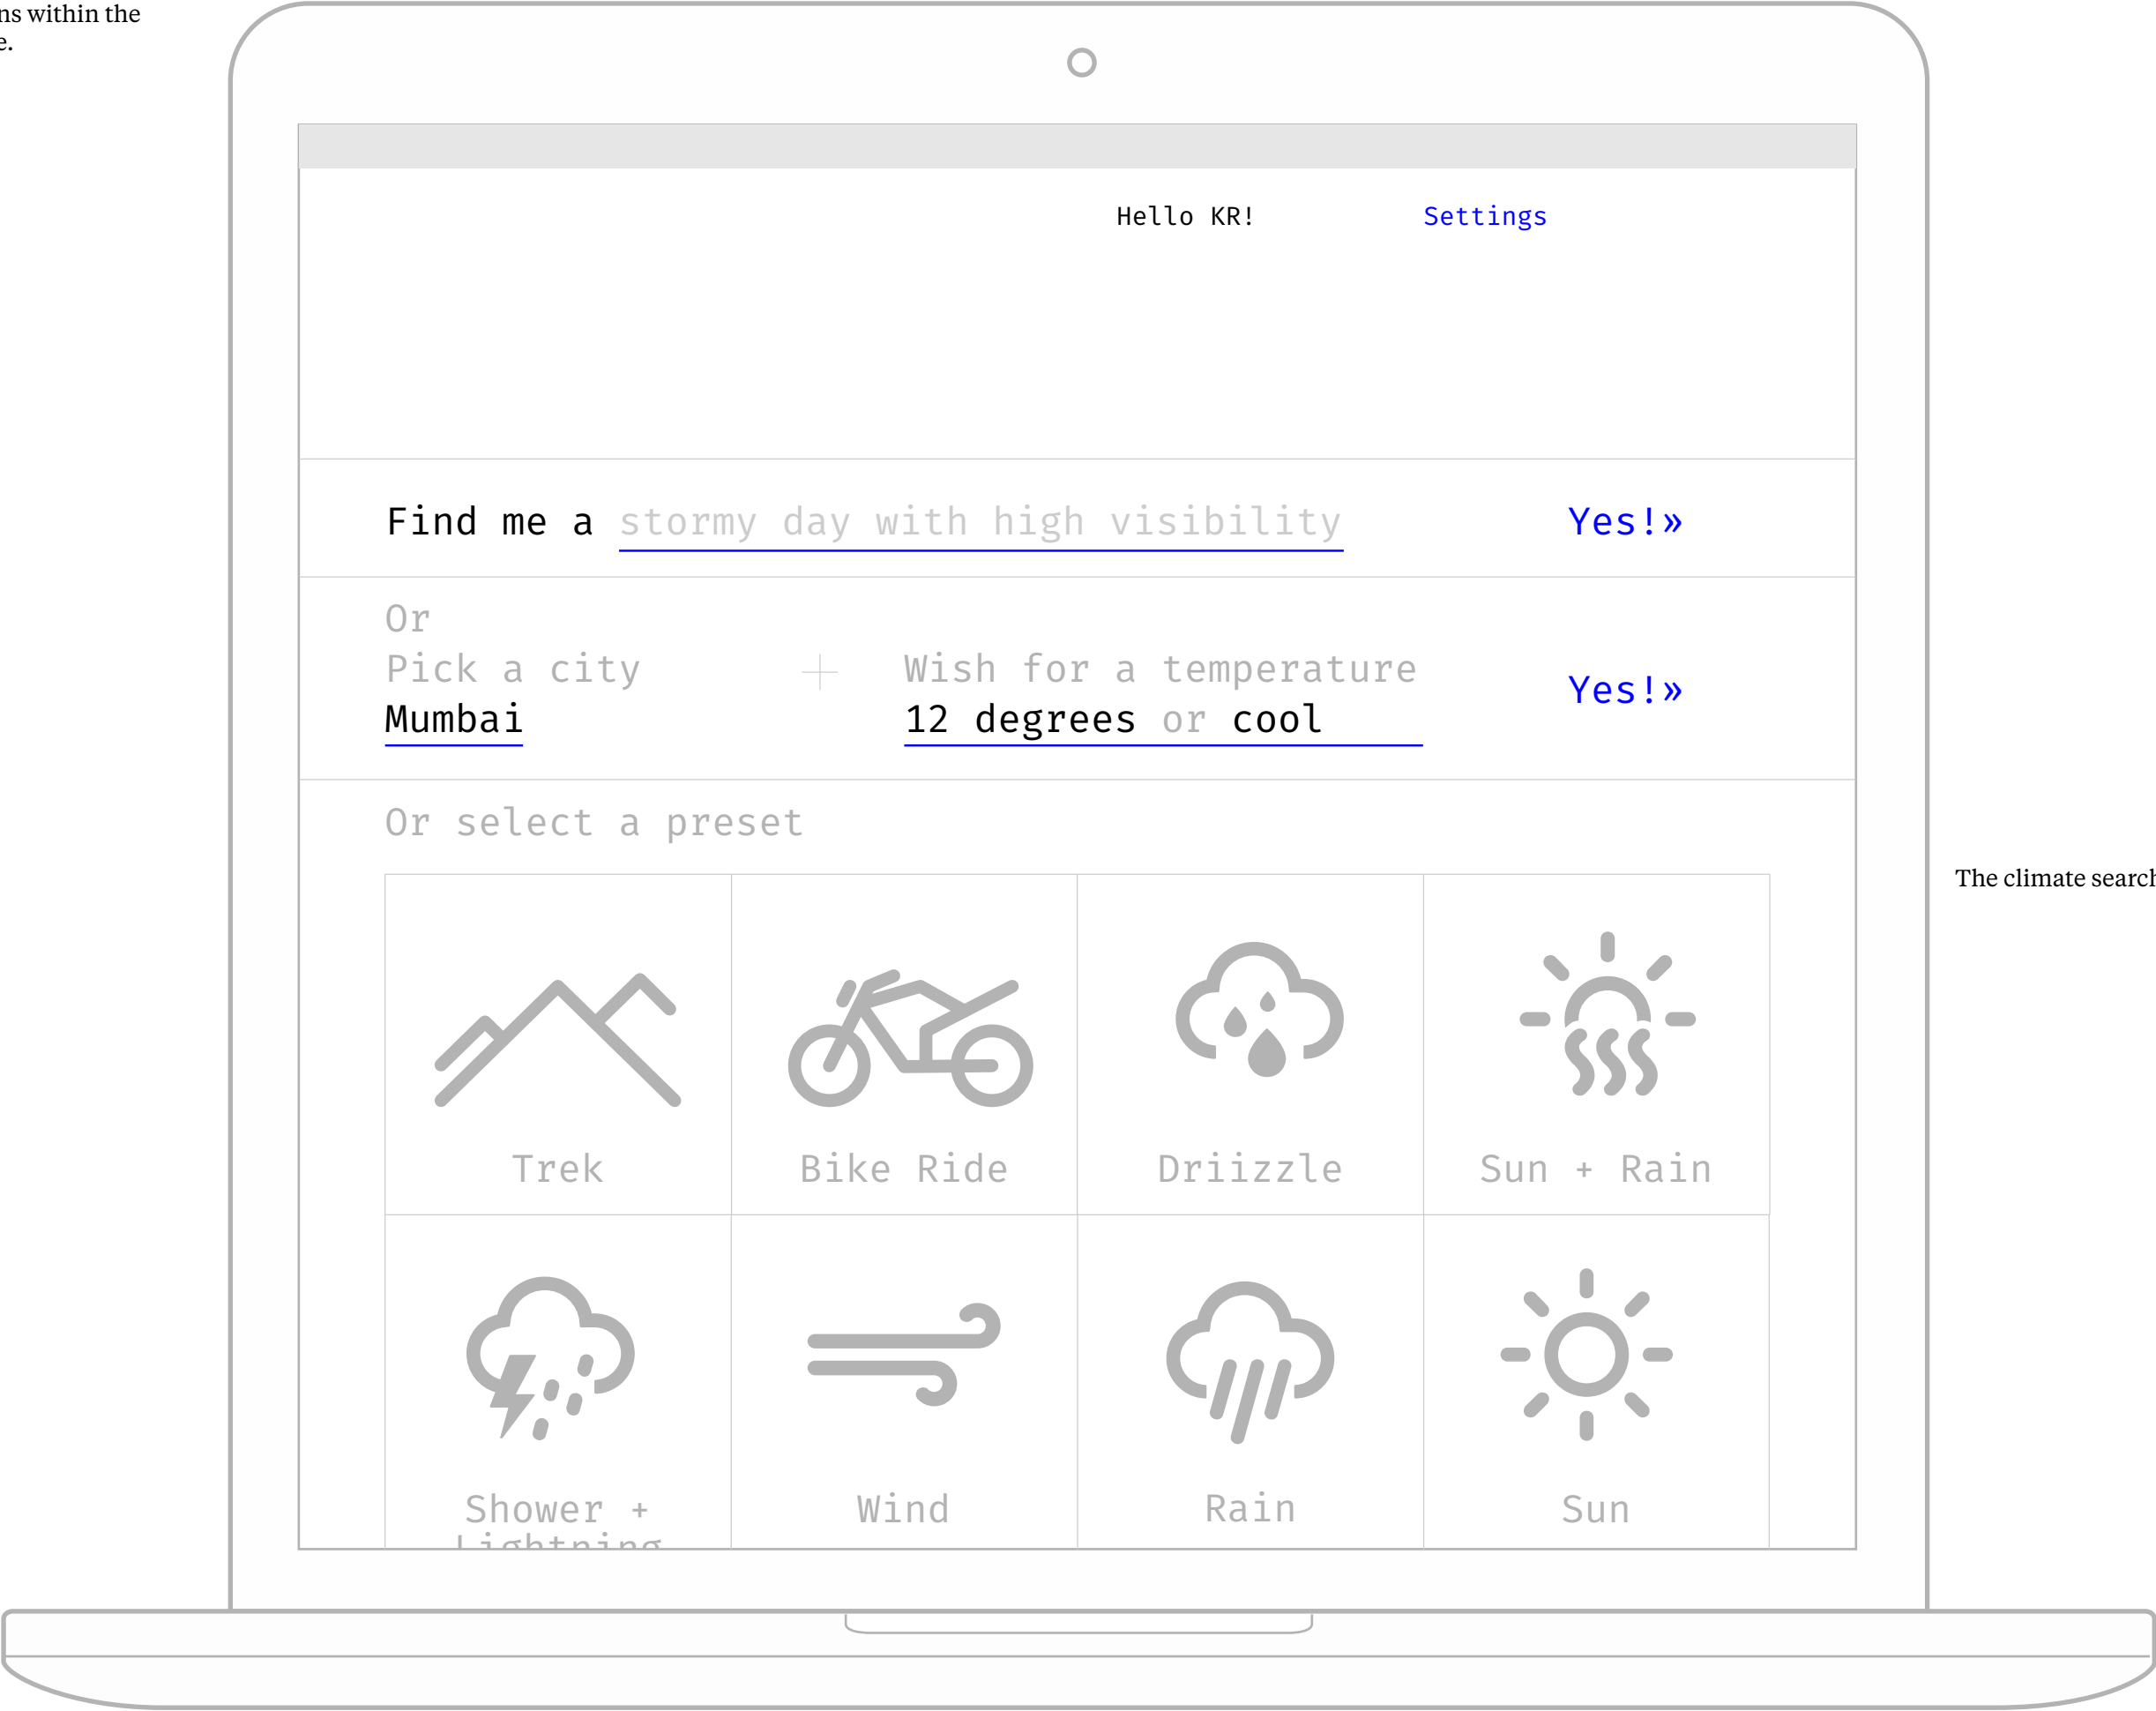 ns within the
e.
Hello KR!
Settings
Find me a stormy day with high visibility
Yes!»
Or
Pick a city
Wish for a temperature
Mumbai
12 degrees or cool
Yes!»
Or select a preset
Trek
Bike Ride
Driizzle
Sun + Rain
Shower +
Lightning
Wind
Rain
Sun
The climate search